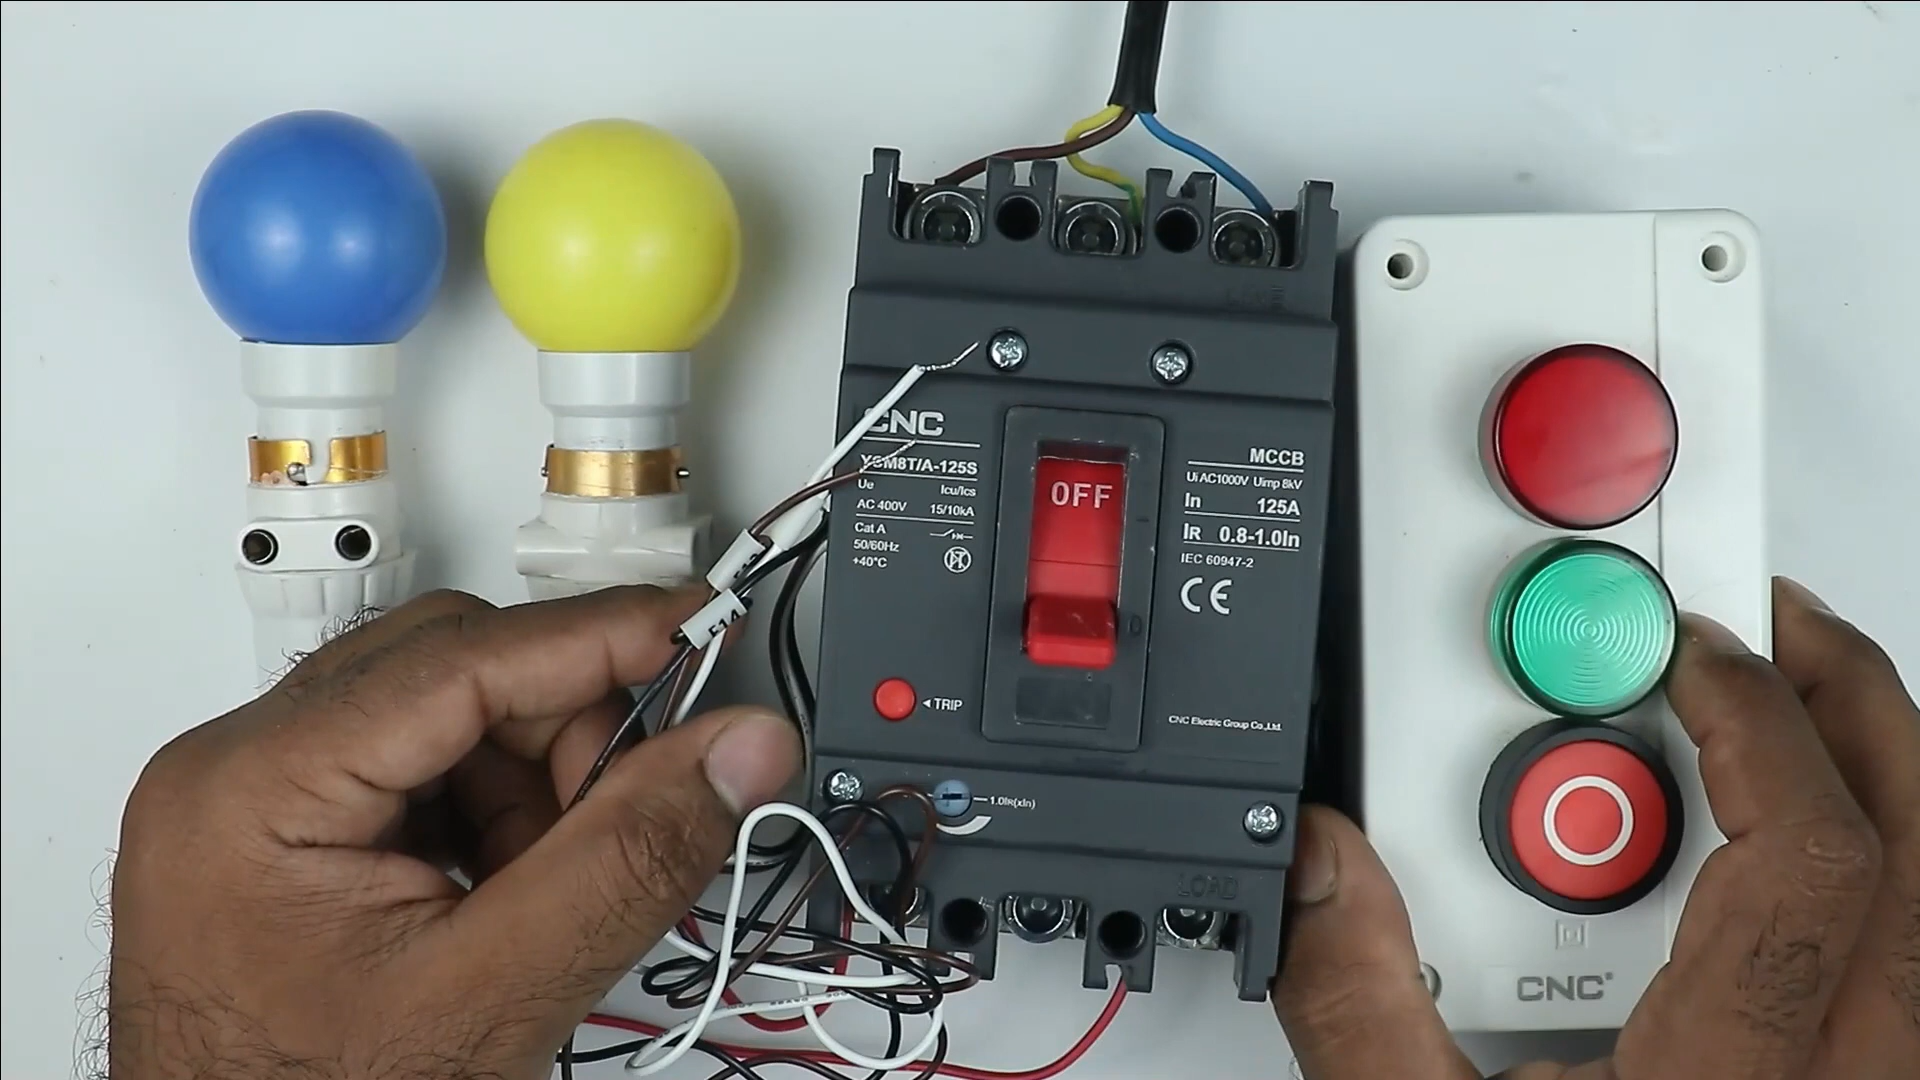 CNC
YCM8T/A-125S
Ue
Icu/Ics
AC 400V
15/10kA
Cat A
50/60Hz
+40°C
OFF
MCCB
Ui AC1000V Uimp 8kV
In 125A
IR 0.8-1.0In
IEC 60947-2
CE
O
◄TRIP
CNC Electric Group Co.,Ltd.
1.0IR(xIn)
LINE
LOAD
F14
CNC